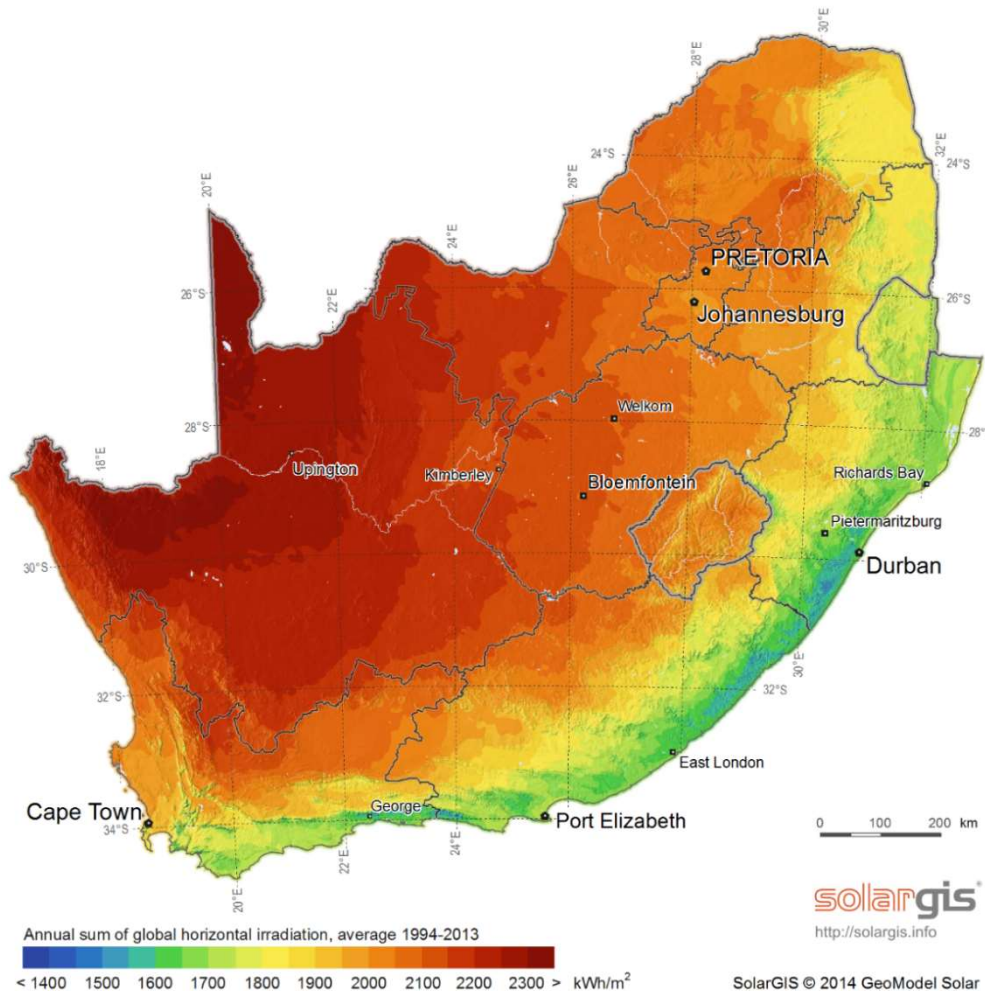 30°E
28°E
32°E
24°S
24°S
26°E
20°E
24°E
PRETORIA
26°S
22°E
26°S
Johannesburg
Welkom
28°S
28°
18°E
Upington
Kimberley
Bloemfontein
Richards Bay
Pietermaritzburg
30°S
Durban
30°E
32°S
32°S
East London
Cape Town
George
Port Elizabeth
34°S
0 100 200 km
22°E
24°E
20°E
solargis®
http://solargis.info
Annual sum of global horizontal irradiation, average 1994-2013
< 1400 1500 1600 1700 1800 1900 2000 2100 2200 2300 > kWh/m²
SolarGIS © 2014 GeoModel Solar